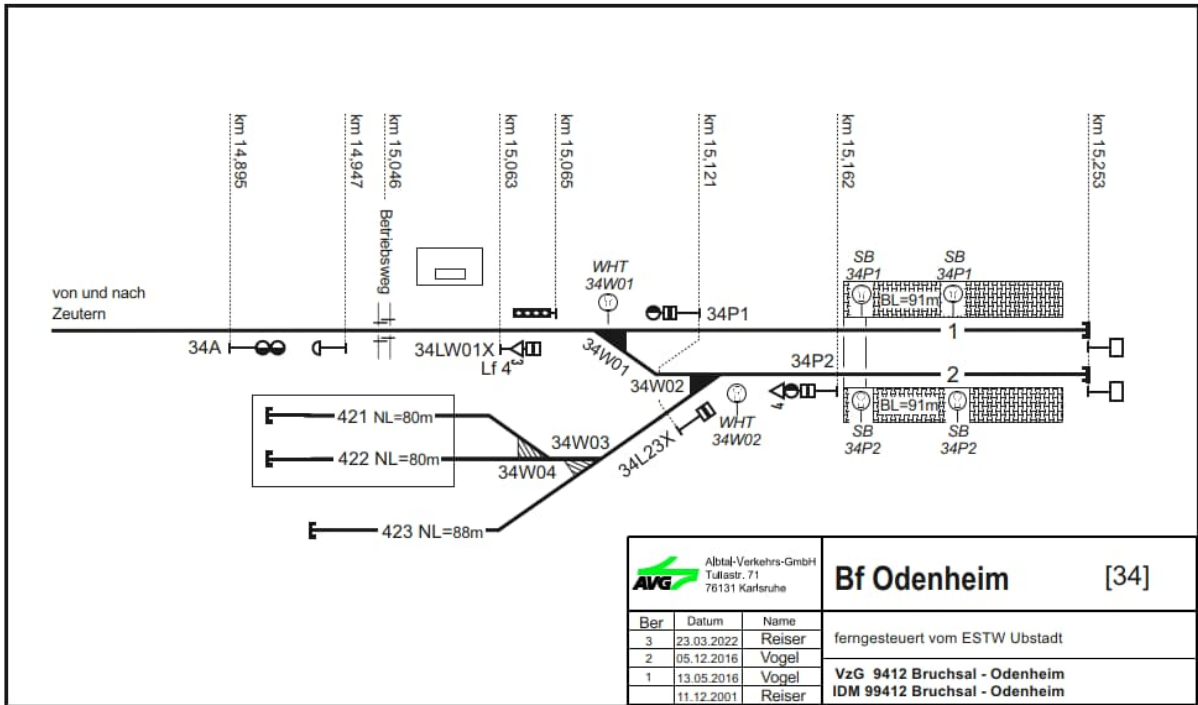 km 14,895
km 14,947
km 15,046
km 15,063
km 15,065
km 15,121
km 15,162
km 15,253
Betriebsweg
von und nach
Zeutern
WHT
34W01
34P1
SB
34P1
SB
34P1
BL=91m
1
34A
34LW01X
Lf 4
3
34W01
34W02
34P2
2
4
BL=91m
WHT
34W02
SB
34P2
SB
34P2
34L23X
421 NL=80m
34W03
422 NL=80m
34W04
423 NL=88m
AVG
Albtal-Verkehrs-GmbH
Tullastr. 71
76131 Karlsruhe
Bf Odenheim [34]
Ber Datum Name
3 23.03.2022 Reiser
2 05.12.2016 Vogel
1 13.05.2016 Vogel
11.12.2001 Reiser
ferngesteuert vom ESTW Ubstadt
VzG 9412 Bruchsal - Odenheim
IDM 99412 Bruchsal - Odenheim